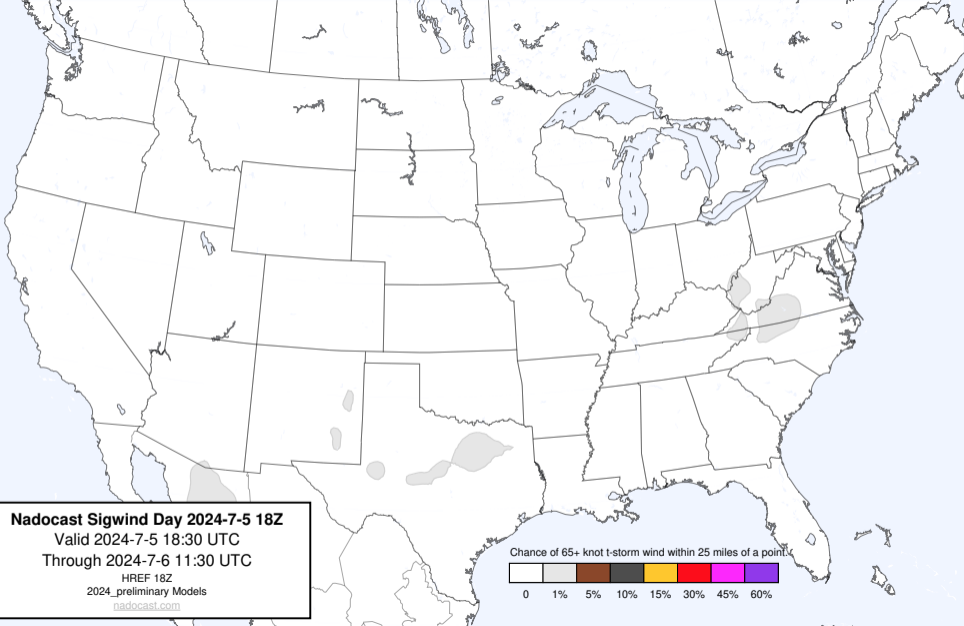 Nadocast Sigwind Day 2024-7-5 18Z
Valid 2024-7-5 18:30 UTC
Through 2024-7-6 11:30 UTC
HREF 18Z
2024_preliminary Models
nadocast.com
Chance of 65+ knot t-storm wind within 25 miles of a point.
0 1% 5% 10% 15% 30% 45% 60%